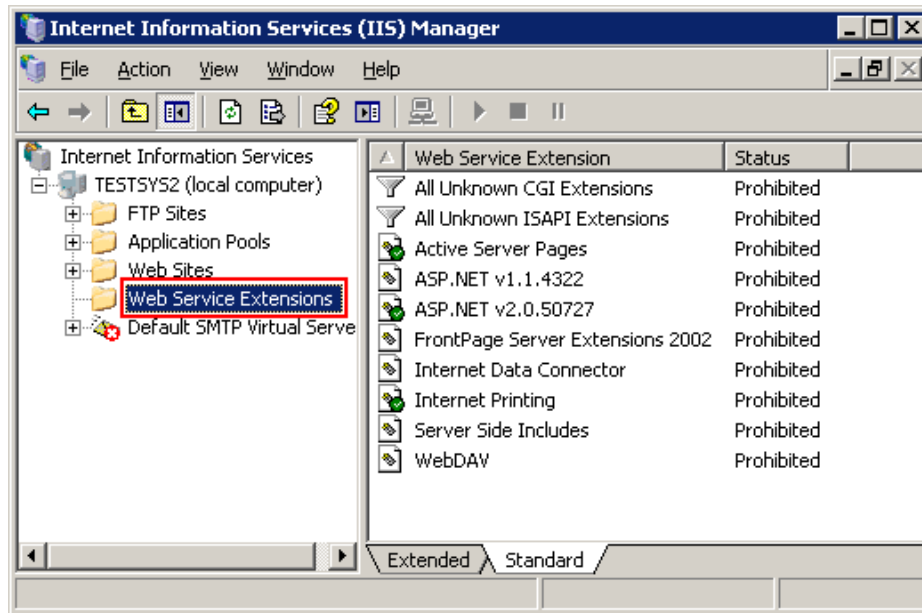 Internet Information Services (IIS) Manager
File Action View Window Help
Internet Information Services
TESTSYS2 (local computer)
FTP Sites
Application Pools
Web Sites
Web Service Extensions
Default SMTP Virtual Serve
Web Service Extension Status
All Unknown CGI Extensions Prohibited
All Unknown ISAPI Extensions Prohibited
Active Server Pages Prohibited
ASP.NET v1.1.4322 Prohibited
ASP.NET v2.0.50727 Prohibited
FrontPage Server Extensions 2002 Prohibited
Internet Data Connector Prohibited
Internet Printing Prohibited
Server Side Includes Prohibited
WebDAV Prohibited
Extended Standard